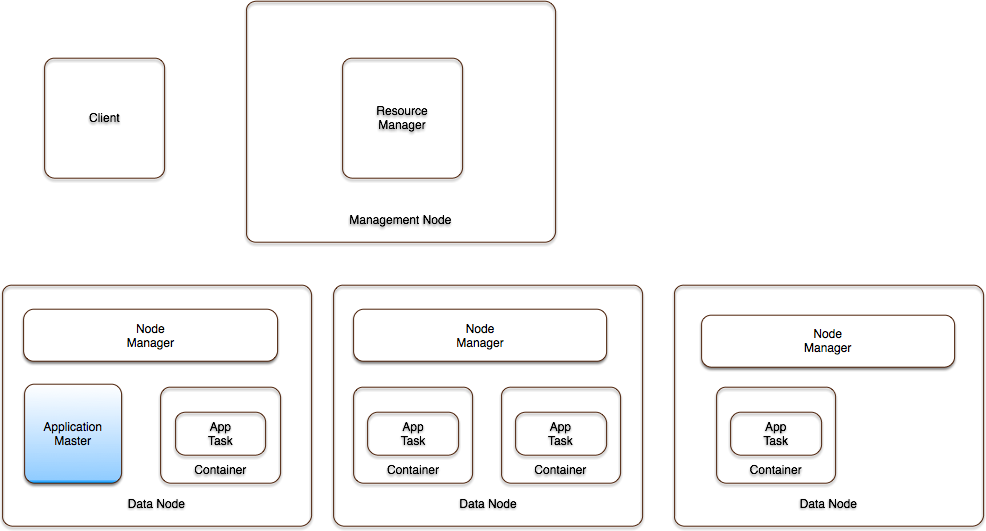 Client
Resource
Manager
Management Node
Node
Manager
Application
Master
App
Task
Container
Data Node
Node
Manager
App
Task
Container
App
Task
Container
Data Node
Node
Manager
App
Task
Container
Data Node